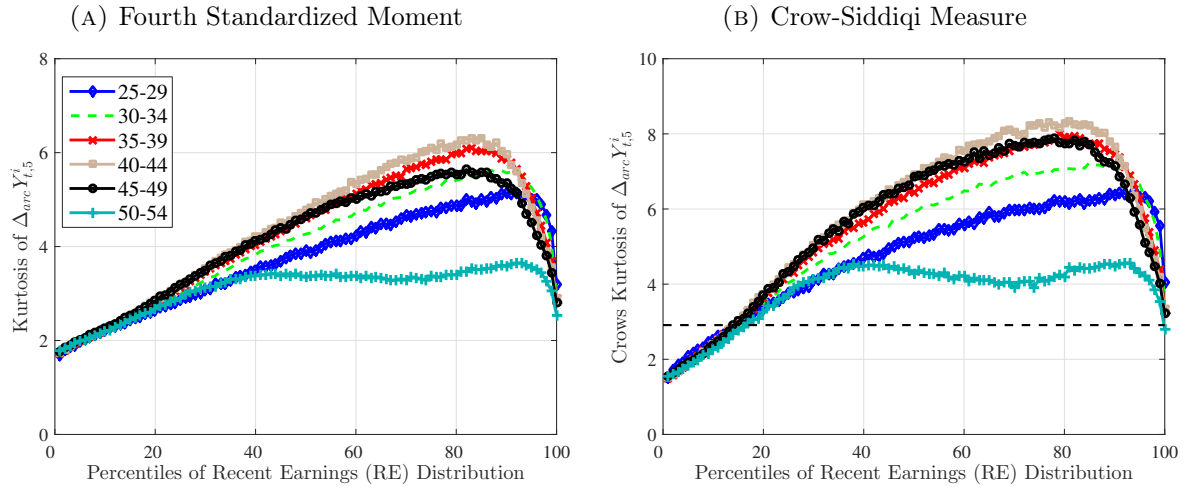 (A) Fourth Standardized Moment
Kurtosis of Δ_arc Y^i_t,5
8
6
4
2
0
25-29
30-34
35-39
40-44
45-49
50-54
0 20 40 60 80 100
Percentiles of Recent Earnings (RE) Distribution
(B) Crow-Siddiqi Measure
Crows Kurtosis of Δ_arc Y^i_t,5
10
8
6
4
2
0
0 20 40 60 80 100
Percentiles of Recent Earnings (RE) Distribution